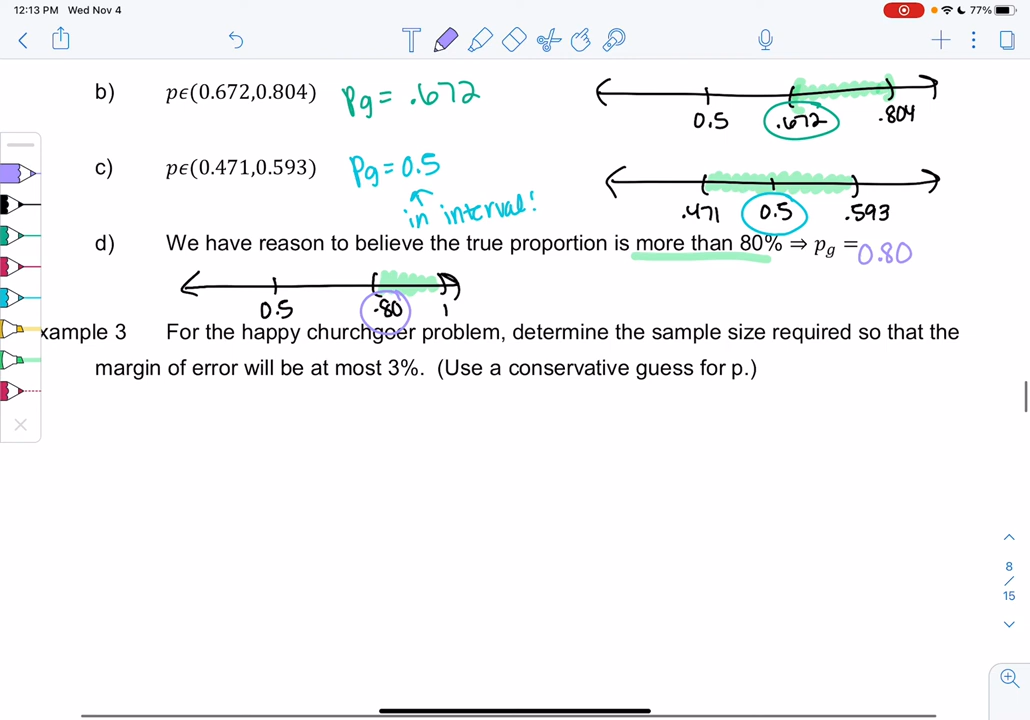 12:13 PM Wed Nov 4
77%
T
b) p∈(0.672,0.804) pg = .672
0.5 .672 .804
c) p∈(0.471,0.593) pg = 0.5
in interval!
.471 0.5 .593
d) We have reason to believe the true proportion is more than 80% ⇒ pg = 0.80
0.5 .80 1
xample 3 For the happy churchgoer problem, determine the sample size required so that the
margin of error will be at most 3%. (Use a conservative guess for p.)
8
/
15